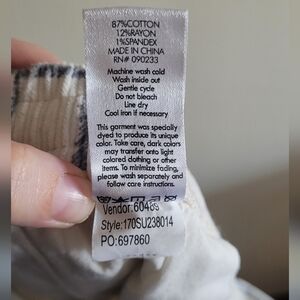 87%COTTON
12%RAYON
1%SPANDEX
MADE IN CHINA
RN# 090233
Machine wash cold
Wash inside out
Gentle cycle
Do not bleach
Line dry
Cool iron if necessary
This garment was specially
dyed to produce its unique
color. Take care, dark colors
may transfer onto light
colored clothing or other
items. To minimize fading,
please wash separately and
follow care instructions.
Vendor:60489
Style:170SU238014
PO:697860